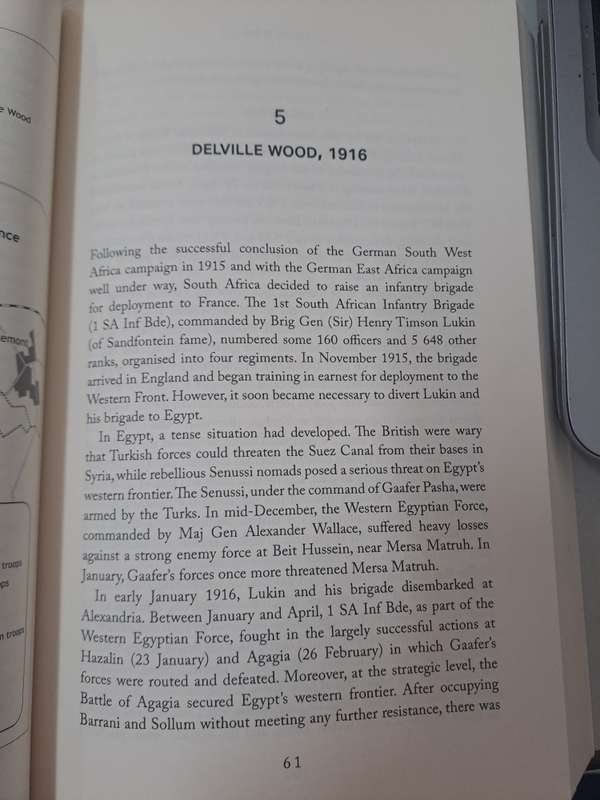 e Wood
nce
emont
troops
ps
n troops
5
DELVILLE WOOD, 1916
Following the successful conclusion of the German South West
Africa campaign in 1915 and with the German East Africa campaign
well under way, South Africa decided to raise an infantry brigade
for deployment to France. The 1st South African Infantry Brigade
(1 SA Inf Bde), commanded by Brig Gen (Sir) Henry Timson Lukin
(of Sandfontein fame), numbered some 160 officers and 5 648 other
ranks, organised into four regiments. In November 1915, the brigade
arrived in England and began training in earnest for deployment to the
Western Front. However, it soon became necessary to divert Lukin and
his brigade to Egypt.
In Egypt, a tense situation had developed. The British were wary
that Turkish forces could threaten the Suez Canal from their bases in
Syria, while rebellious Senussi nomads posed a serious threat on Egypt's
western frontier. The Senussi, under the command of Gaafer Pasha, were
armed by the Turks. In mid-December, the Western Egyptian Force,
commanded by Maj Gen Alexander Wallace, suffered heavy losses
against a strong enemy force at Beit Hussein, near Mersa Matruh. In
January, Gaafer's forces once more threatened Mersa Matruh.
In early January 1916, Lukin and his brigade disembarked at
Alexandria. Between January and April, 1 SA Inf Bde, as part of the
Western Egyptian Force, fought in the largely successful actions at
Hazalin (23 January) and Agagia (26 February) in which Gaafer's
forces were routed and defeated. Moreover, at the strategic level, the
Battle of Agagia secured Egypt's western frontier. After occupying
Barrani and Sollum without meeting any further resistance, there was
61